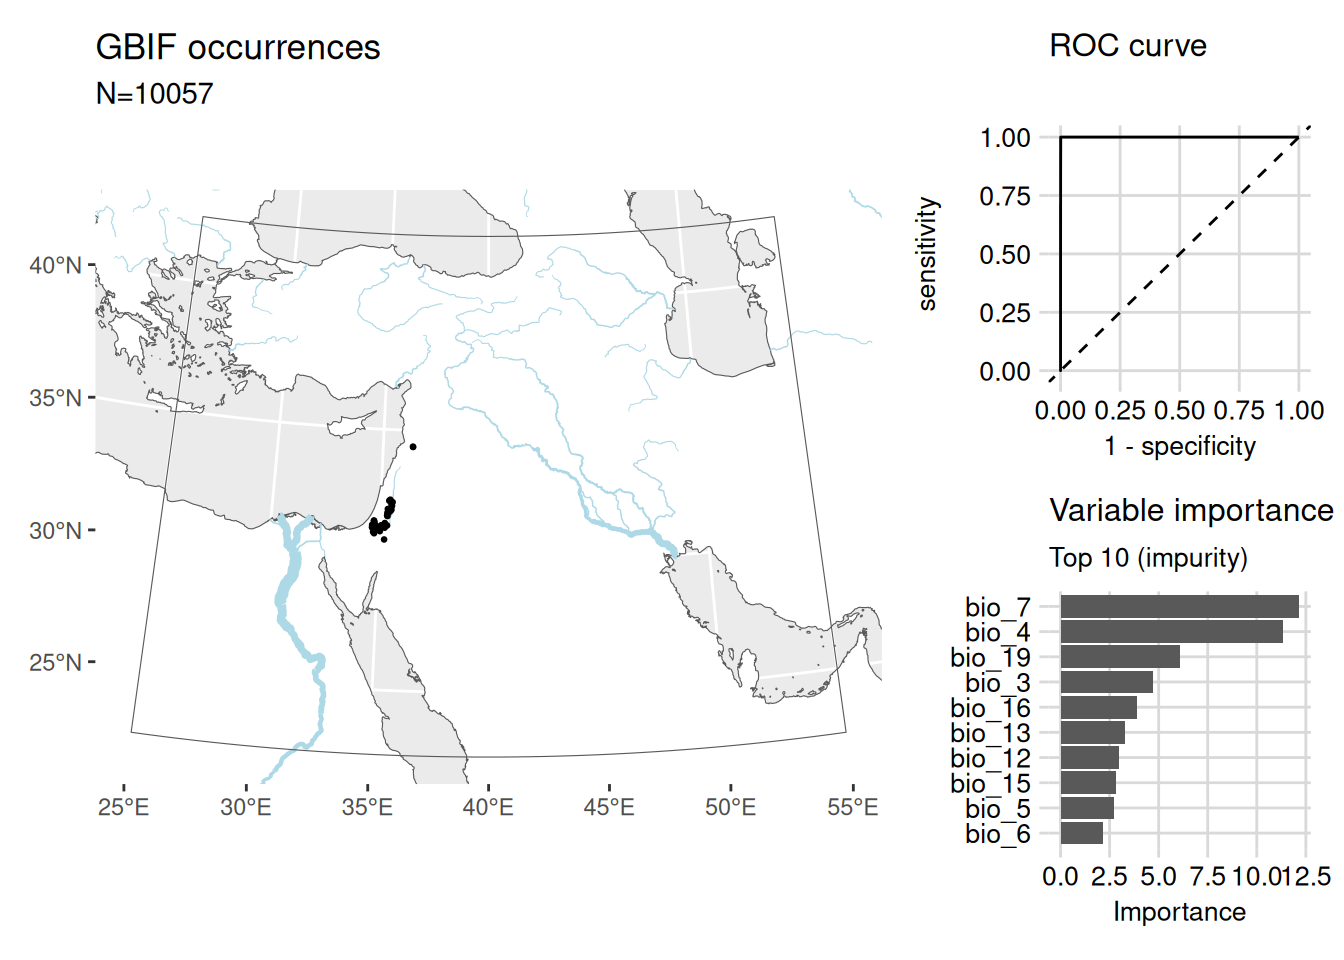 GBIF occurrences
N=10057
40°N
35°N
30°N
25°N
25°E 30°E 35°E 40°E 45°E 50°E 55°E
ROC curve
sensitivity
1.00
0.75
0.50
0.25
0.00
0.00 0.25 0.50 0.75 1.00
1 - specificity
Variable importance
Top 10 (impurity)
bio_7
bio_4
bio_19
bio_3
bio_16
bio_13
bio_12
bio_15
bio_5
bio_6
0.0 2.5 5.0 7.5 10.0 12.5
Importance